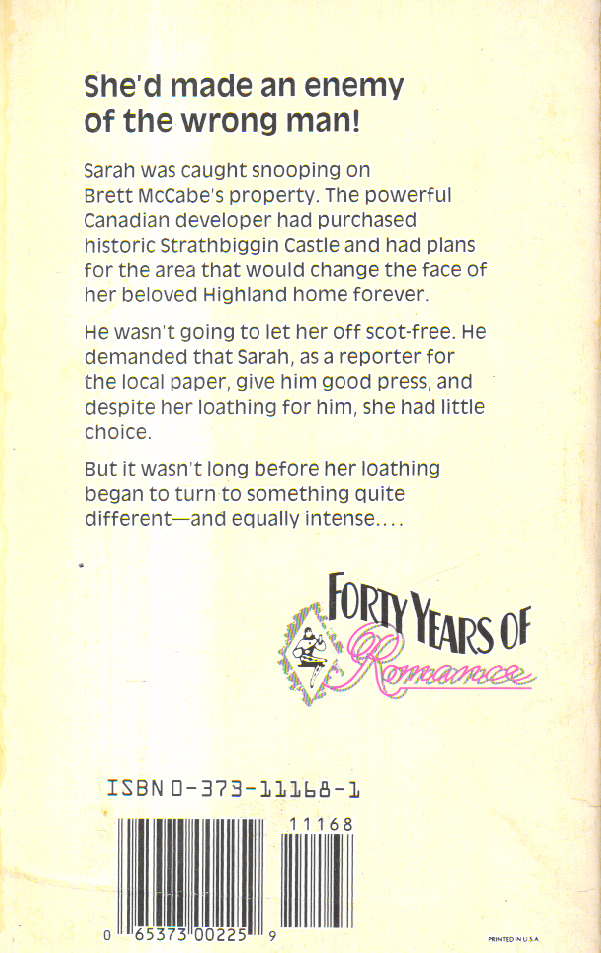 She'd made an enemy
of the wrong man!
Sarah was caught snooping on
Brett McCabe's property. The powerful
Canadian developer had purchased
historic Strathbiggin Castle and had plans
for the area that would change the face of
her beloved Highland home forever.
He wasn't going to let her off scot-free. He
demanded that Sarah, as a reporter for
the local paper, give him good press, and
despite her loathing for him, she had little
choice.
But it wasn't long before her loathing
began to turn to something quite
different—and equally intense....
FORTY YEARS OF
Romance
ISBN 0-373-11168-1
11168
0 65373 00225 9
PRINTED IN U.S.A.